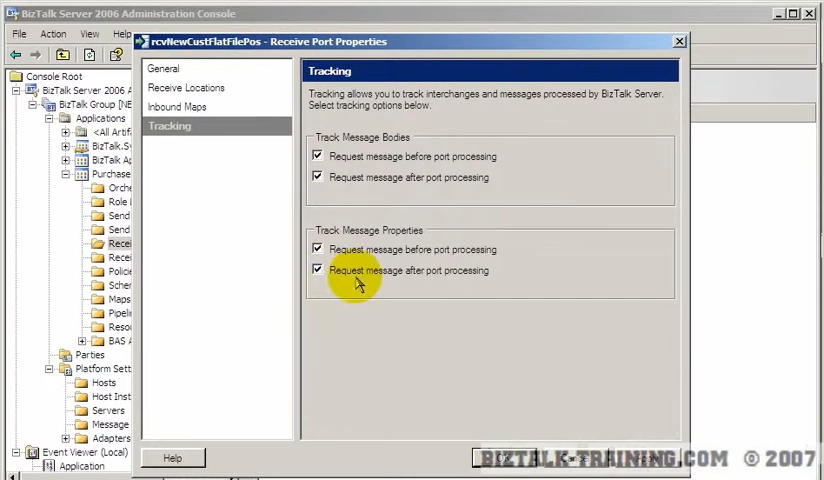 BizTalk Server 2006 Administration Console
File Action View Help
rcvNewCustFlatFilePos - Receive Port Properties
Console Root
BizTalk Server 2006 A
BizTalk Group [NE
Applications
<All Artif
BizTalk.Sy
BizTalk Ap
Purchase
Orche
Role L
Send
Send
Recei
Recei
Policie
Schem
Maps
Pipelin
Resou
BAS A
Parties
Platform Sett
Hosts
Host Inst
Servers
Message
Adapters
Event Viewer (Local)
Application
General
Receive Locations
Inbound Maps
Tracking
Tracking
Tracking allows you to track interchanges and messages processed by BizTalk Server.
Select tracking options below.
Track Message Bodies
Request message before port processing
Request message after port processing
Track Message Properties
Request message before port processing
Request message after port processing
Help
BIZTALK-TRAINING.COM © 2007